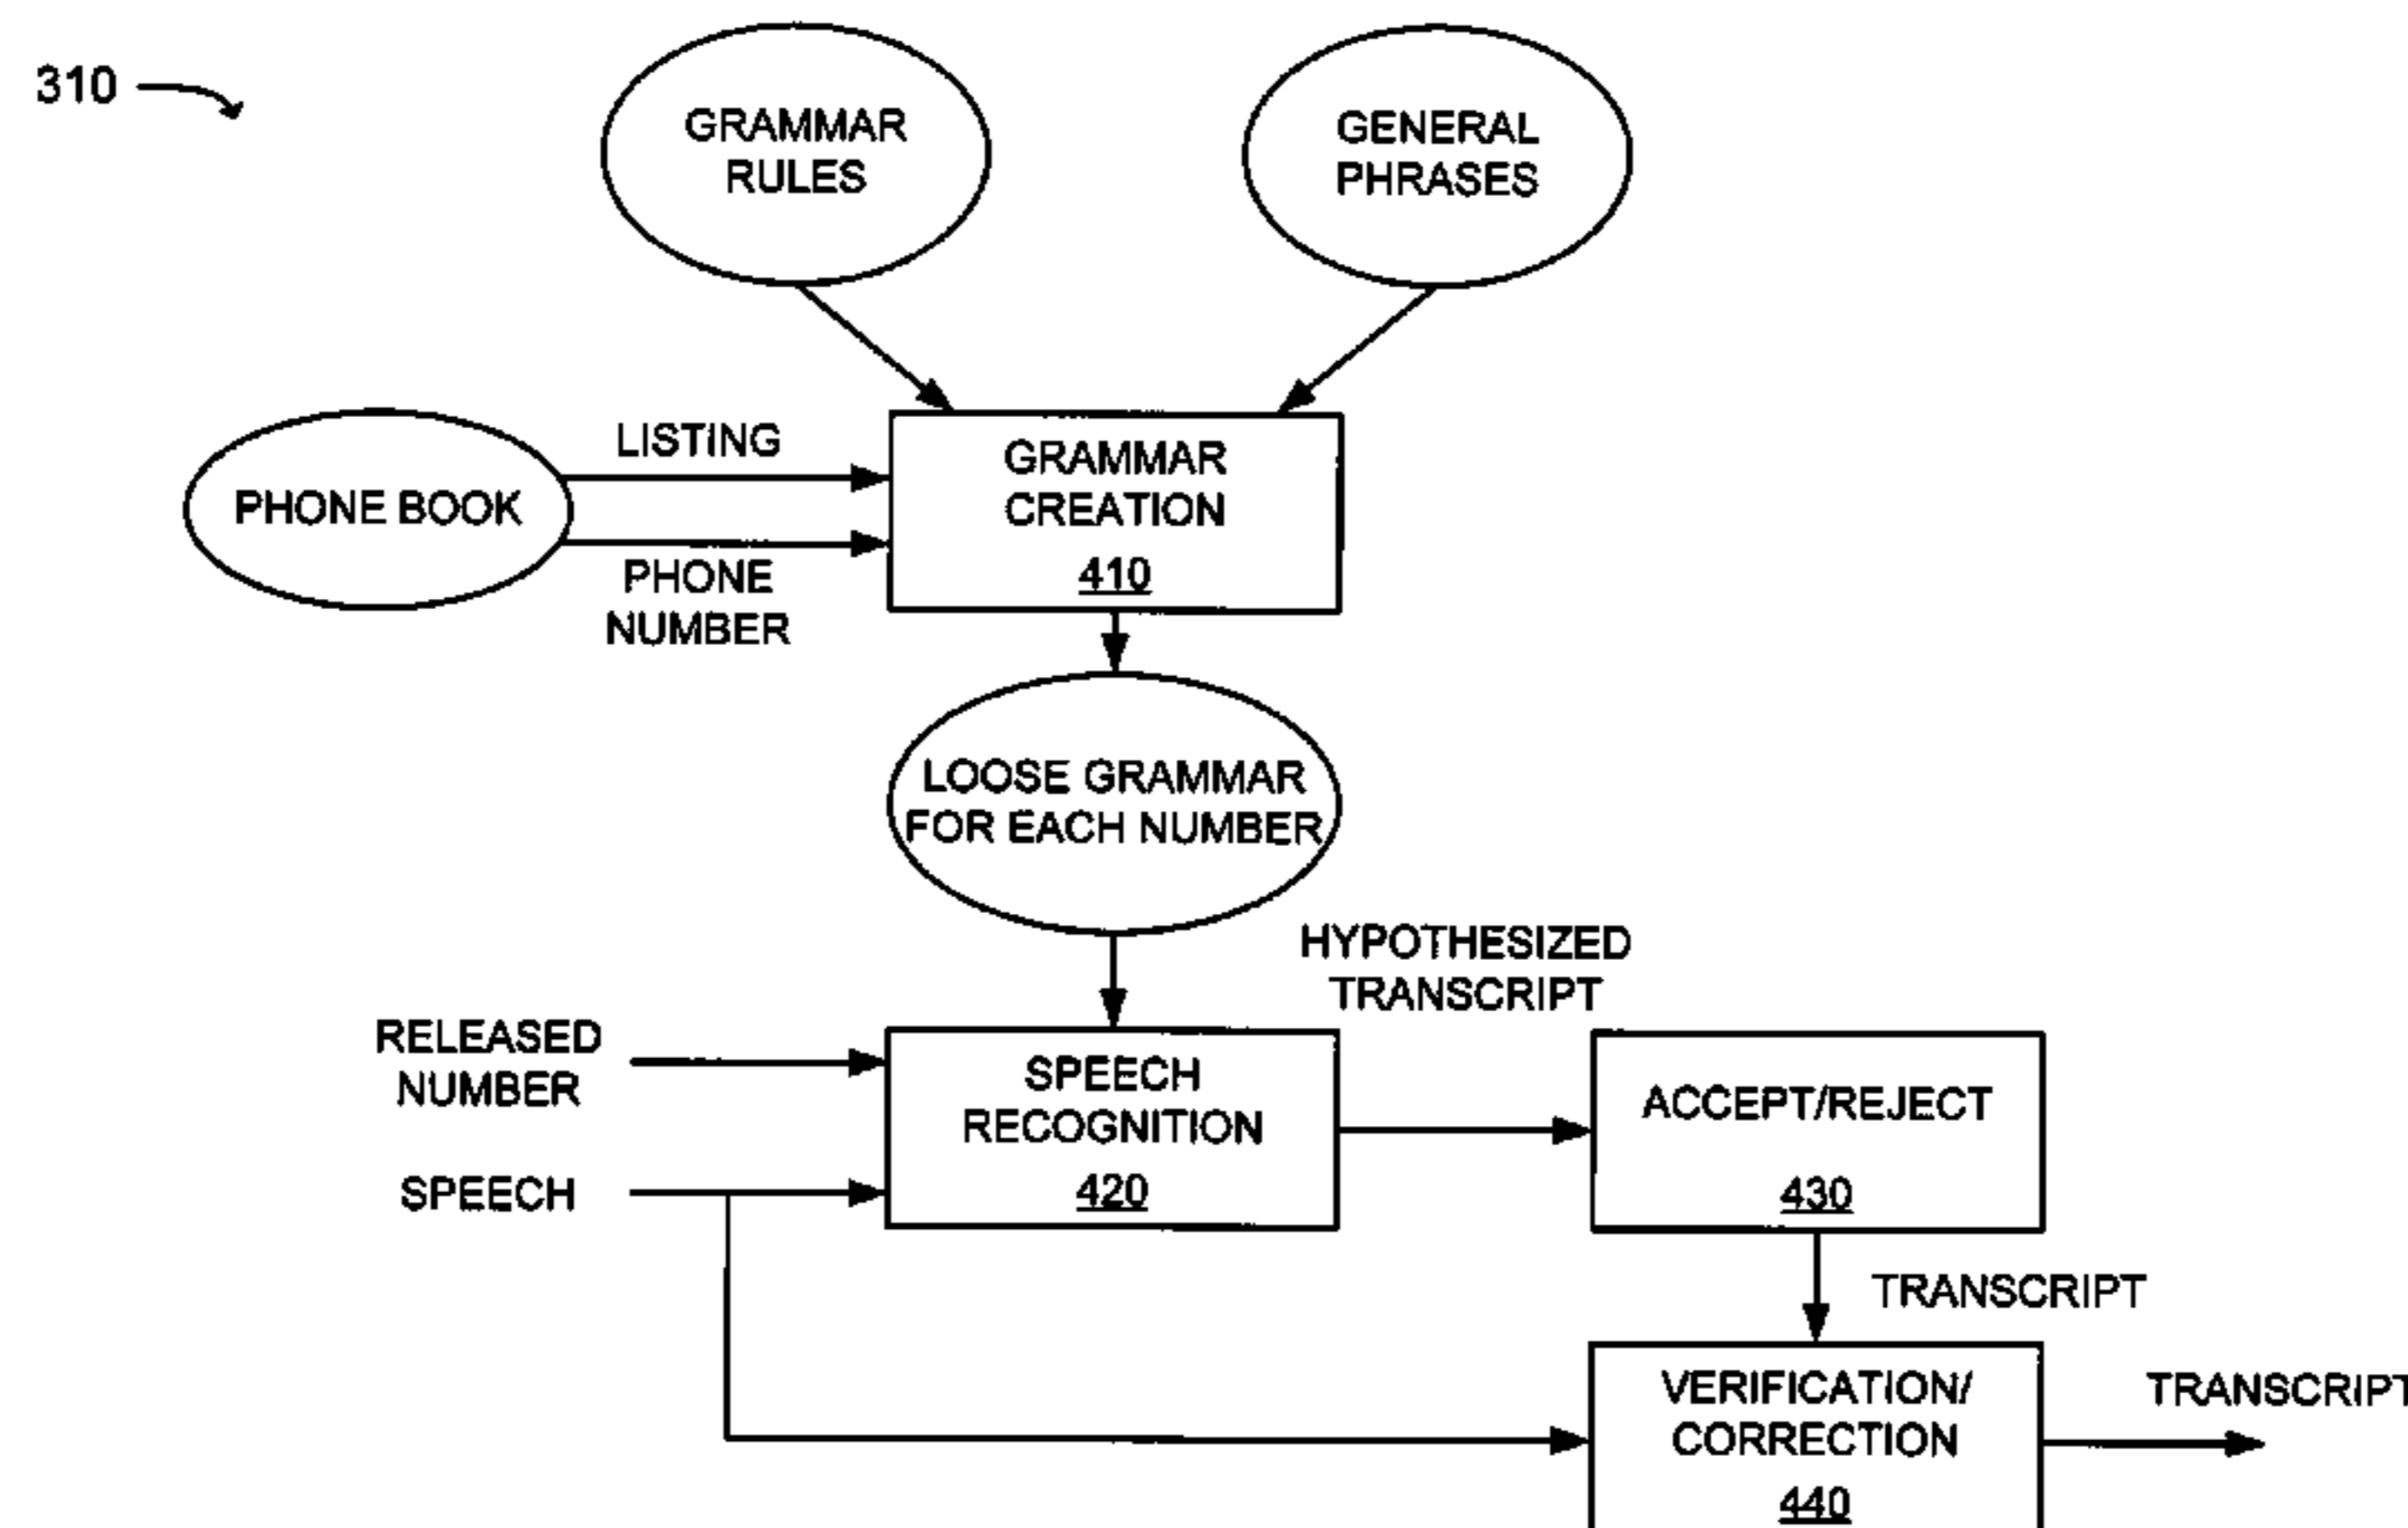 310
GRAMMAR
RULES
GENERAL
PHRASES
PHONE BOOK
LISTING
PHONE
NUMBER
GRAMMAR
CREATION
410
LOOSE GRAMMAR
FOR EACH NUMBER
RELEASED
NUMBER
SPEECH
SPEECH
RECOGNITION
420
HYPOTHESIZED
TRANSCRIPT
ACCEPT/REJECT
430
TRANSCRIPT
VERIFICATION/
CORRECTION
440
TRANSCRIPT